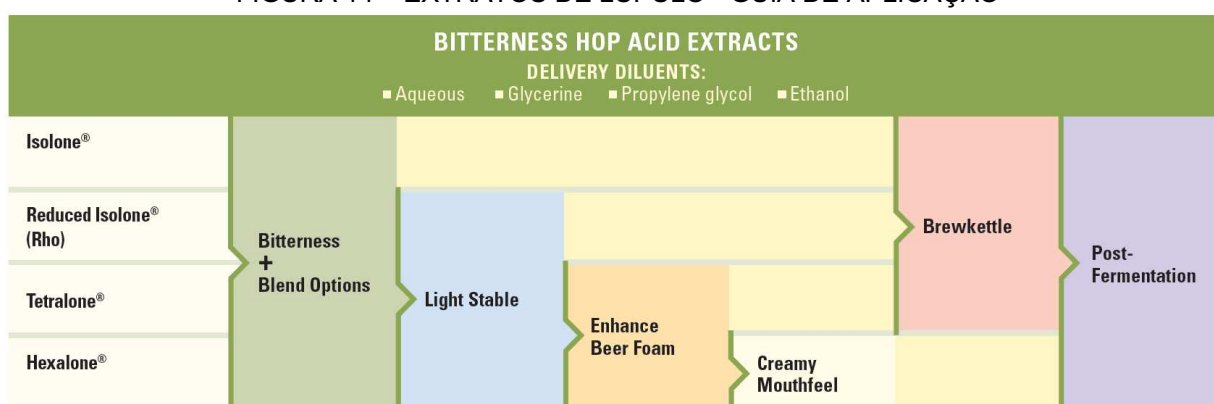 FIGURA 11 – EXTRATOS DE LÚPULO - GUIA DE APLICAÇÃO
BITTERNESS HOP ACID EXTRACTS
DELIVERY DILUENTS:
■ Aqueous ■ Glycerine ■ Propylene glycol ■ Ethanol
Isolone®
Reduced Isolone®
(Rho)
Tetralone®
Hexalone®
Bitterness
+
Blend Options
Light Stable
Enhance
Beer Foam
Creamy
Mouthfeel
Brewkettle
Post-
Fermentation